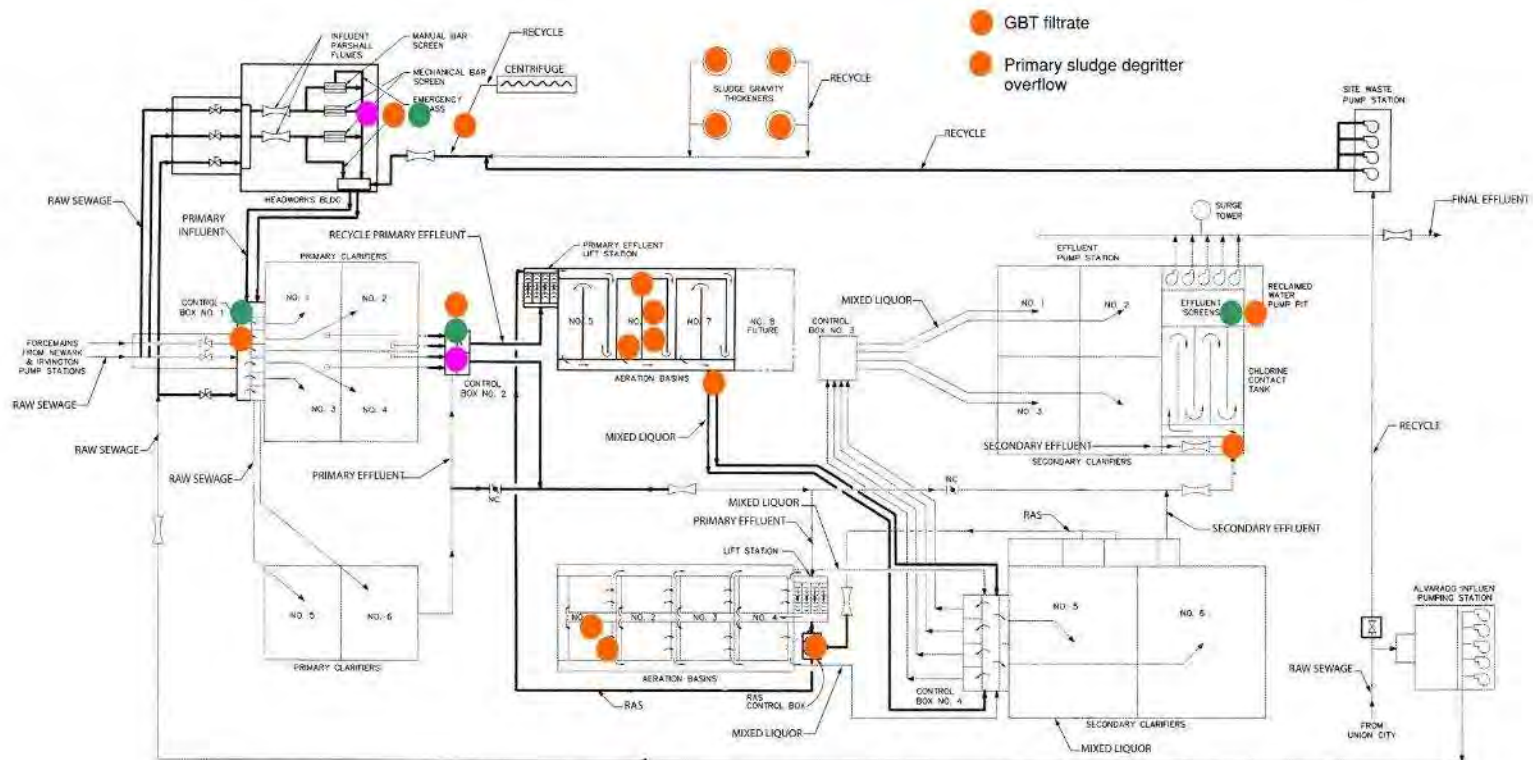 GBT filtrate
Primary sludge degritter
overflow
RECYCLE
INFLUENT
PARSHALL
FLUMES
MANUAL BAR
SCREEN
MECHANICAL BAR
SCREEN
EMERGENCY
CENTRIFUGE
SLUDGE GRAVITY
THICKENERS
RECYCLE
SITE WASTE
PUMP STATION
RECYCLE
RAW SEWAGE
HEADWORKS BLDG
PRIMARY
INFLUENT
RECYCLE PRIMARY EFFLEUNT
PRIMARY EFFLUENT
LIFT STATION
SURGE
TOWER
FINAL EFFLUENT
EFFLUENT
PUMP STATION
PRIMARY CLARIFIERS
NO. 1
NO. 2
CONTROL
BOX NO. 1
FORCEMAINS
FROM NEWARK
& IRVINGTON
PUMP STATIONS
RAW SEWAGE
NO. 3
NO. 4
CONTROL
BOX NO. 2
NO. 5
NO.
NO. 7
NO. 8
FUTURE
AERATION BASINS
MIXED LIQUOR
CONTROL
BOX NO. 3
NO. 1
NO. 2
NO. 3
EFFLUENT
SCREENS
RECLAIMED
WATER
PUMP PIT
CHLORINE
CONTACT
TANK
SECONDARY EFFLUENT
SECONDARY CLARIFIERS
RECYCLE
RAW SEWAGE
RAW SEWAGE
PRIMARY EFFLUENT
MIXED LIQUOR
NC
NC
MIXED LIQUOR
PRIMARY EFFLUENT
LIFT STATION
RAS
SECONDARY EFFLUENT
NO. 5
NO. 6
PRIMARY CLARIFIERS
NO.
NO. 2
NO. 3
NO. 4
AERATION BASINS
RAS
RAS
CONTROL BOX
MIXED LIQUOR
CONTROL
BOX NO. 4
NO. 5
NO. 6
SECONDARY CLARIFIERS
MIXED LIQUOR
ALVARADO INFLUEN
PUMPING STATION
RAW SEWAGE
FROM
UNION CITY